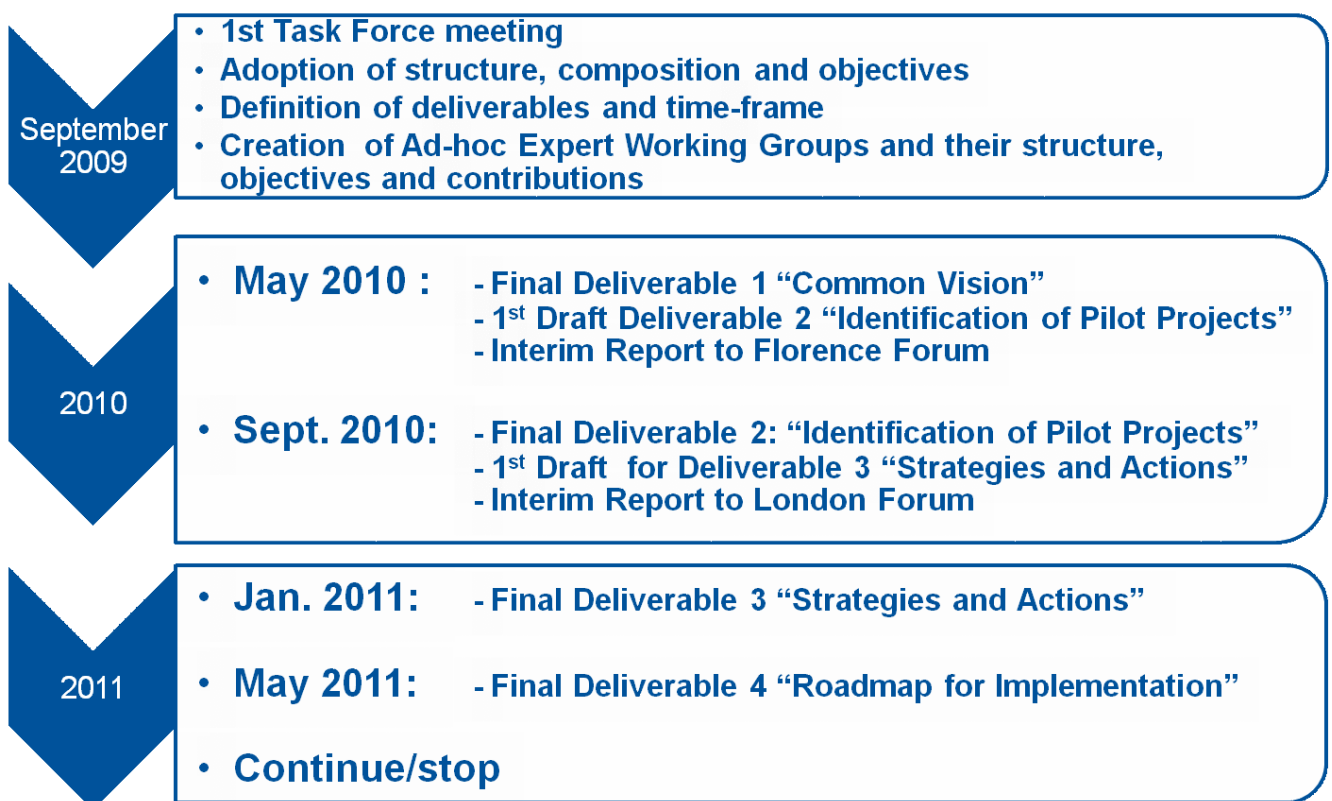 September
2009
• 1st Task Force meeting
• Adoption of structure, composition and objectives
• Definition of deliverables and time-frame
• Creation of Ad-hoc Expert Working Groups and their structure,
objectives and contributions
2010
• May 2010 : - Final Deliverable 1 “Common Vision”
- 1st Draft Deliverable 2 “Identification of Pilot Projects”
- Interim Report to Florence Forum
• Sept. 2010: - Final Deliverable 2: “Identification of Pilot Projects”
- 1st Draft for Deliverable 3 “Strategies and Actions”
- Interim Report to London Forum
2011
• Jan. 2011: - Final Deliverable 3 “Strategies and Actions”
• May 2011: - Final Deliverable 4 “Roadmap for Implementation”
• Continue/stop